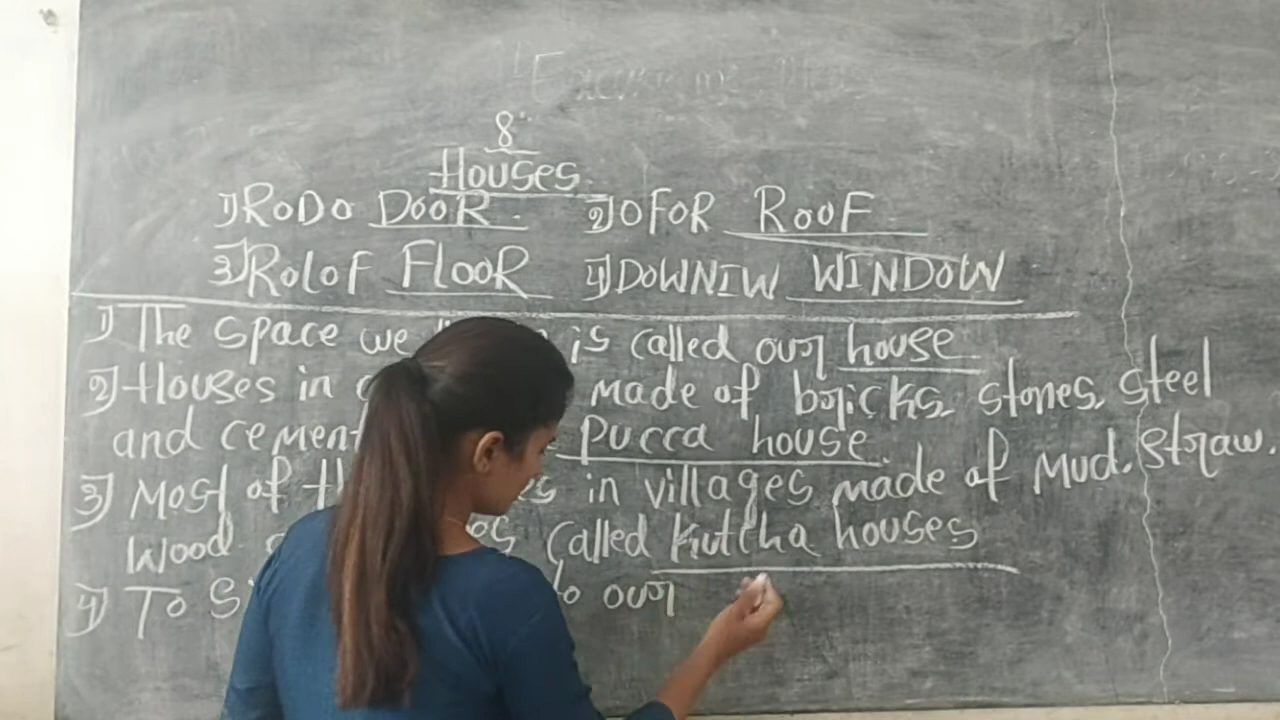 8
Houses
1) RODO DOOR 2) OFOR ROOF
3) ROLOF FLOOR 4) DOWNIW WINDOW
1) The space we is called our house
2) Houses in made of bricks, stones, steel
and cement Pucca house.
3) Most of in villages made of Mud, Straw,
Wood called Kutcha houses
4) To our